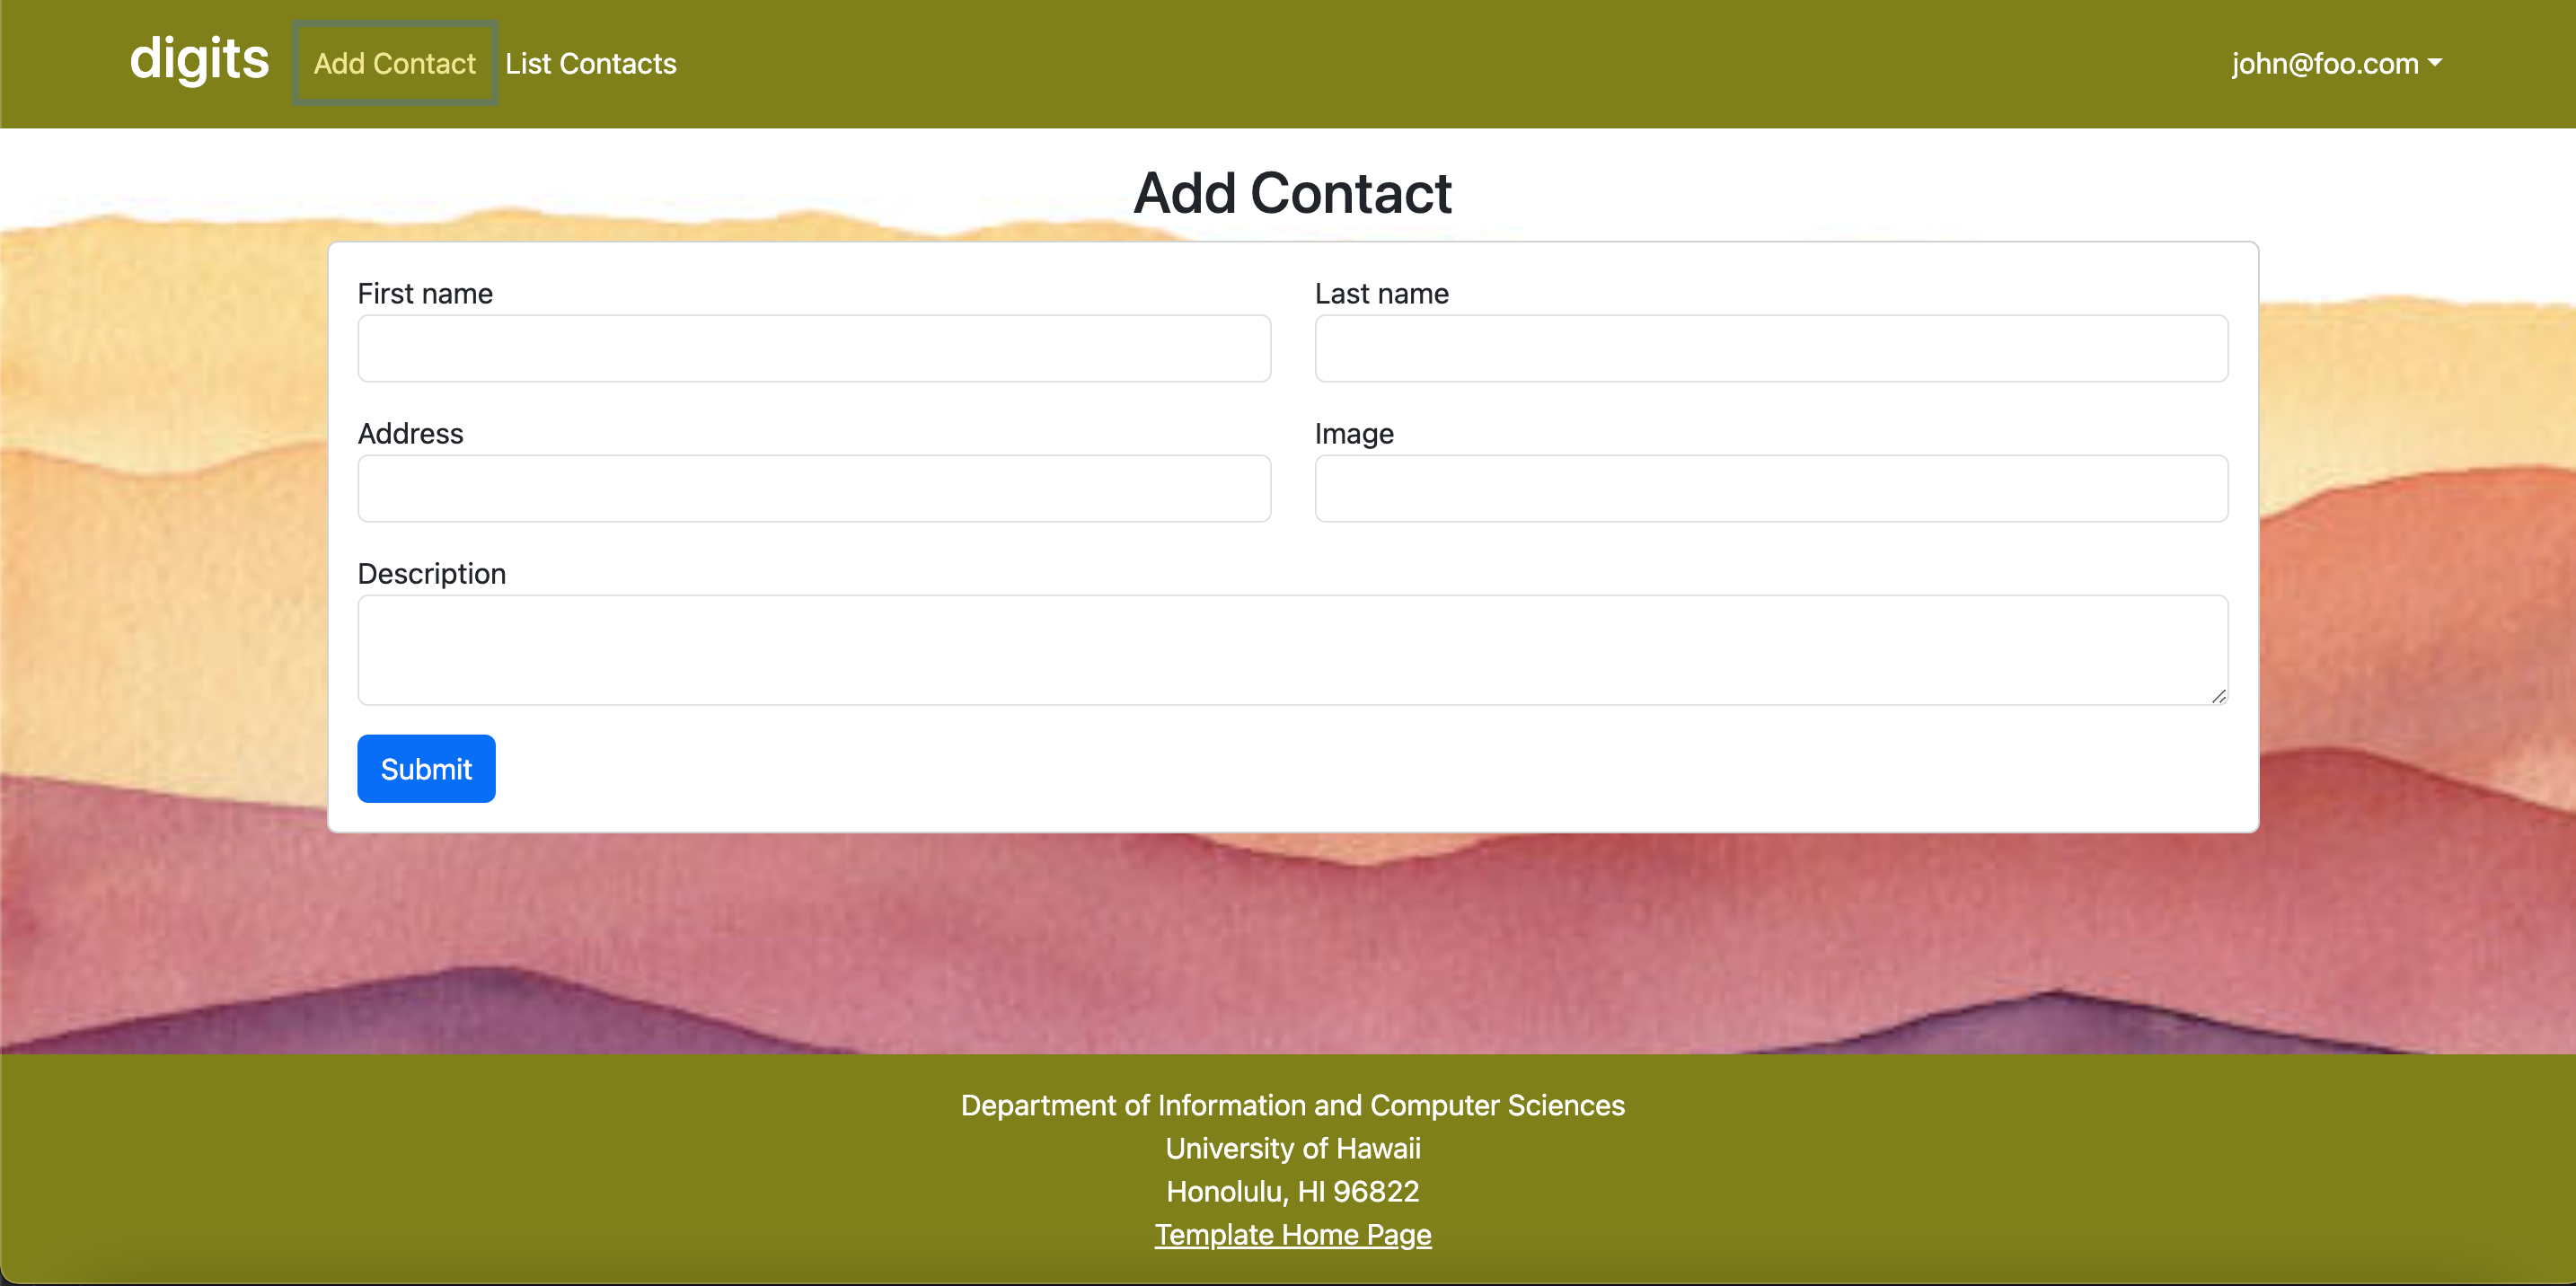 digits Add Contact List Contacts john@foo.com
Add Contact
First name Last name
Address Image
Description
Submit
Department of Information and Computer Sciences
University of Hawaii
Honolulu, HI 96822
Template Home Page